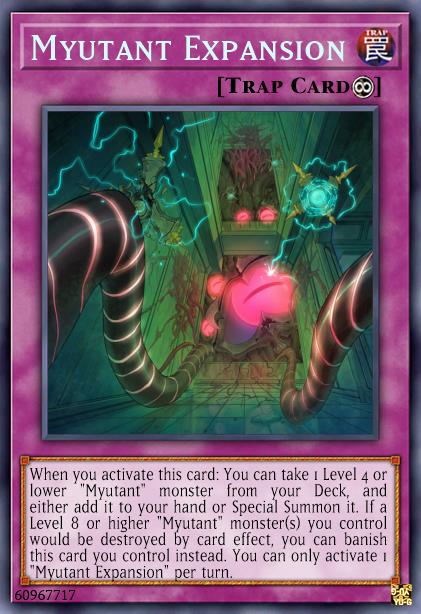 Myutant Expansion
TRAP
罠
[Trap Card]
When you activate this card: You can take 1 Level 4 or
lower "Myutant" monster from your Deck, and
either add it to your hand or Special Summon it. If a
Level 8 or higher "Myutant" monster(s) you control
would be destroyed by card effect, you can banish
this card you control instead. You can only activate 1
"Myutant Expansion" per turn.
60967717